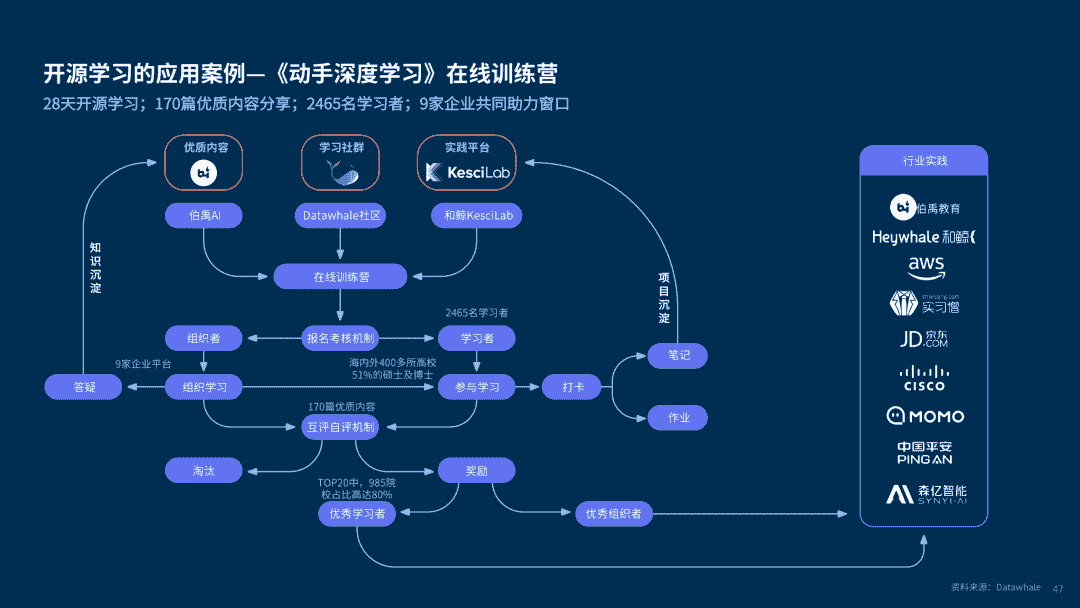 开源学习的应用案例—《动手深度学习》在线训练营
28天开源学习；170篇优质内容分享；2465名学习者；9家企业共同助力窗口
优质内容
bi
学习社群
实践平台
KesciLab
伯禹AI
Datawhale社区
和鲸KesciLab
知识沉淀
项目沉淀
在线训练营
2465名学习者
组织者
报名考核机制
学习者
9家企业平台
海内外400多所高校
51%的硕士及博士
答疑
组织学习
参与学习
打卡
笔记
作业
170篇优质内容
互评自评机制
淘汰
奖励
TOP20中，985院
校占比高达80%
优秀学习者
优秀组织者
行业实践
bi 伯禹教育
Heywhale 和鲸
aws
shixiseng.com
实习僧
JD 京东
.COM
CISCO
MOMO
中国平安
PING AN
森亿智能
SYNYI·AI
资料来源：Datawhale 47